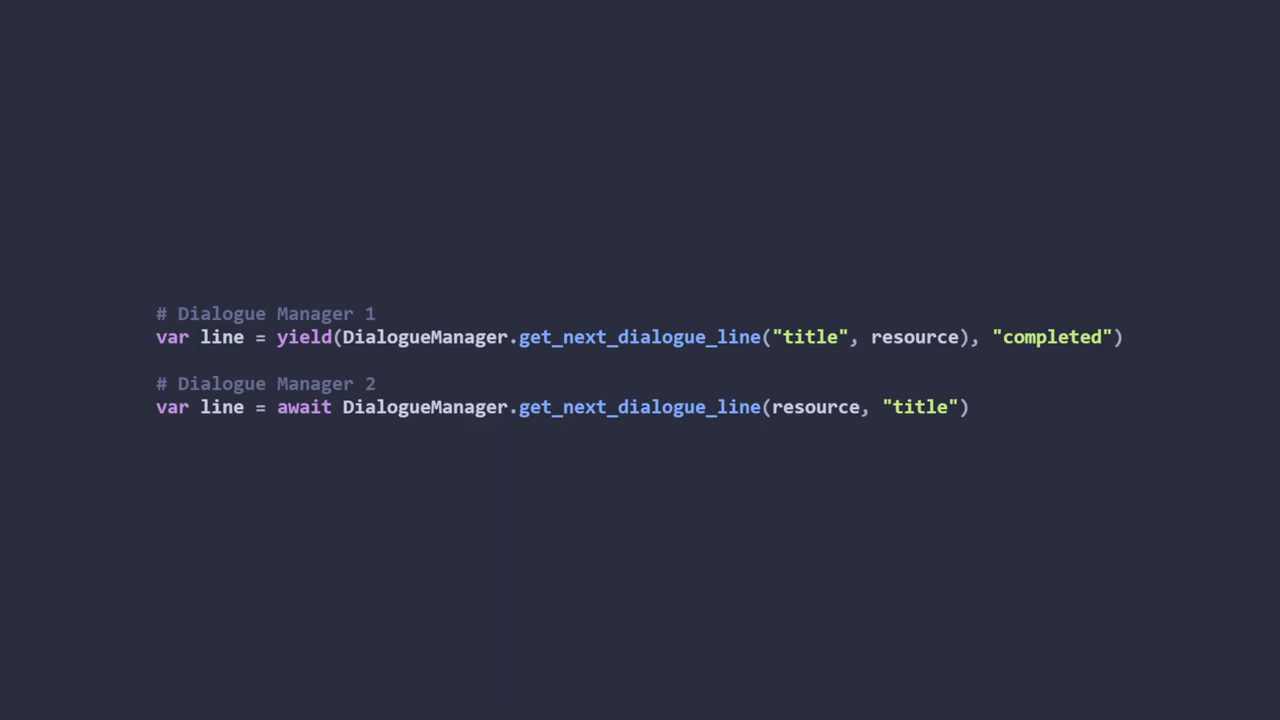 # Dialogue Manager 1
var line = yield(DialogueManager.get_next_dialogue_line("title", resource), "completed")
# Dialogue Manager 2
var line = await DialogueManager.get_next_dialogue_line(resource, "title")